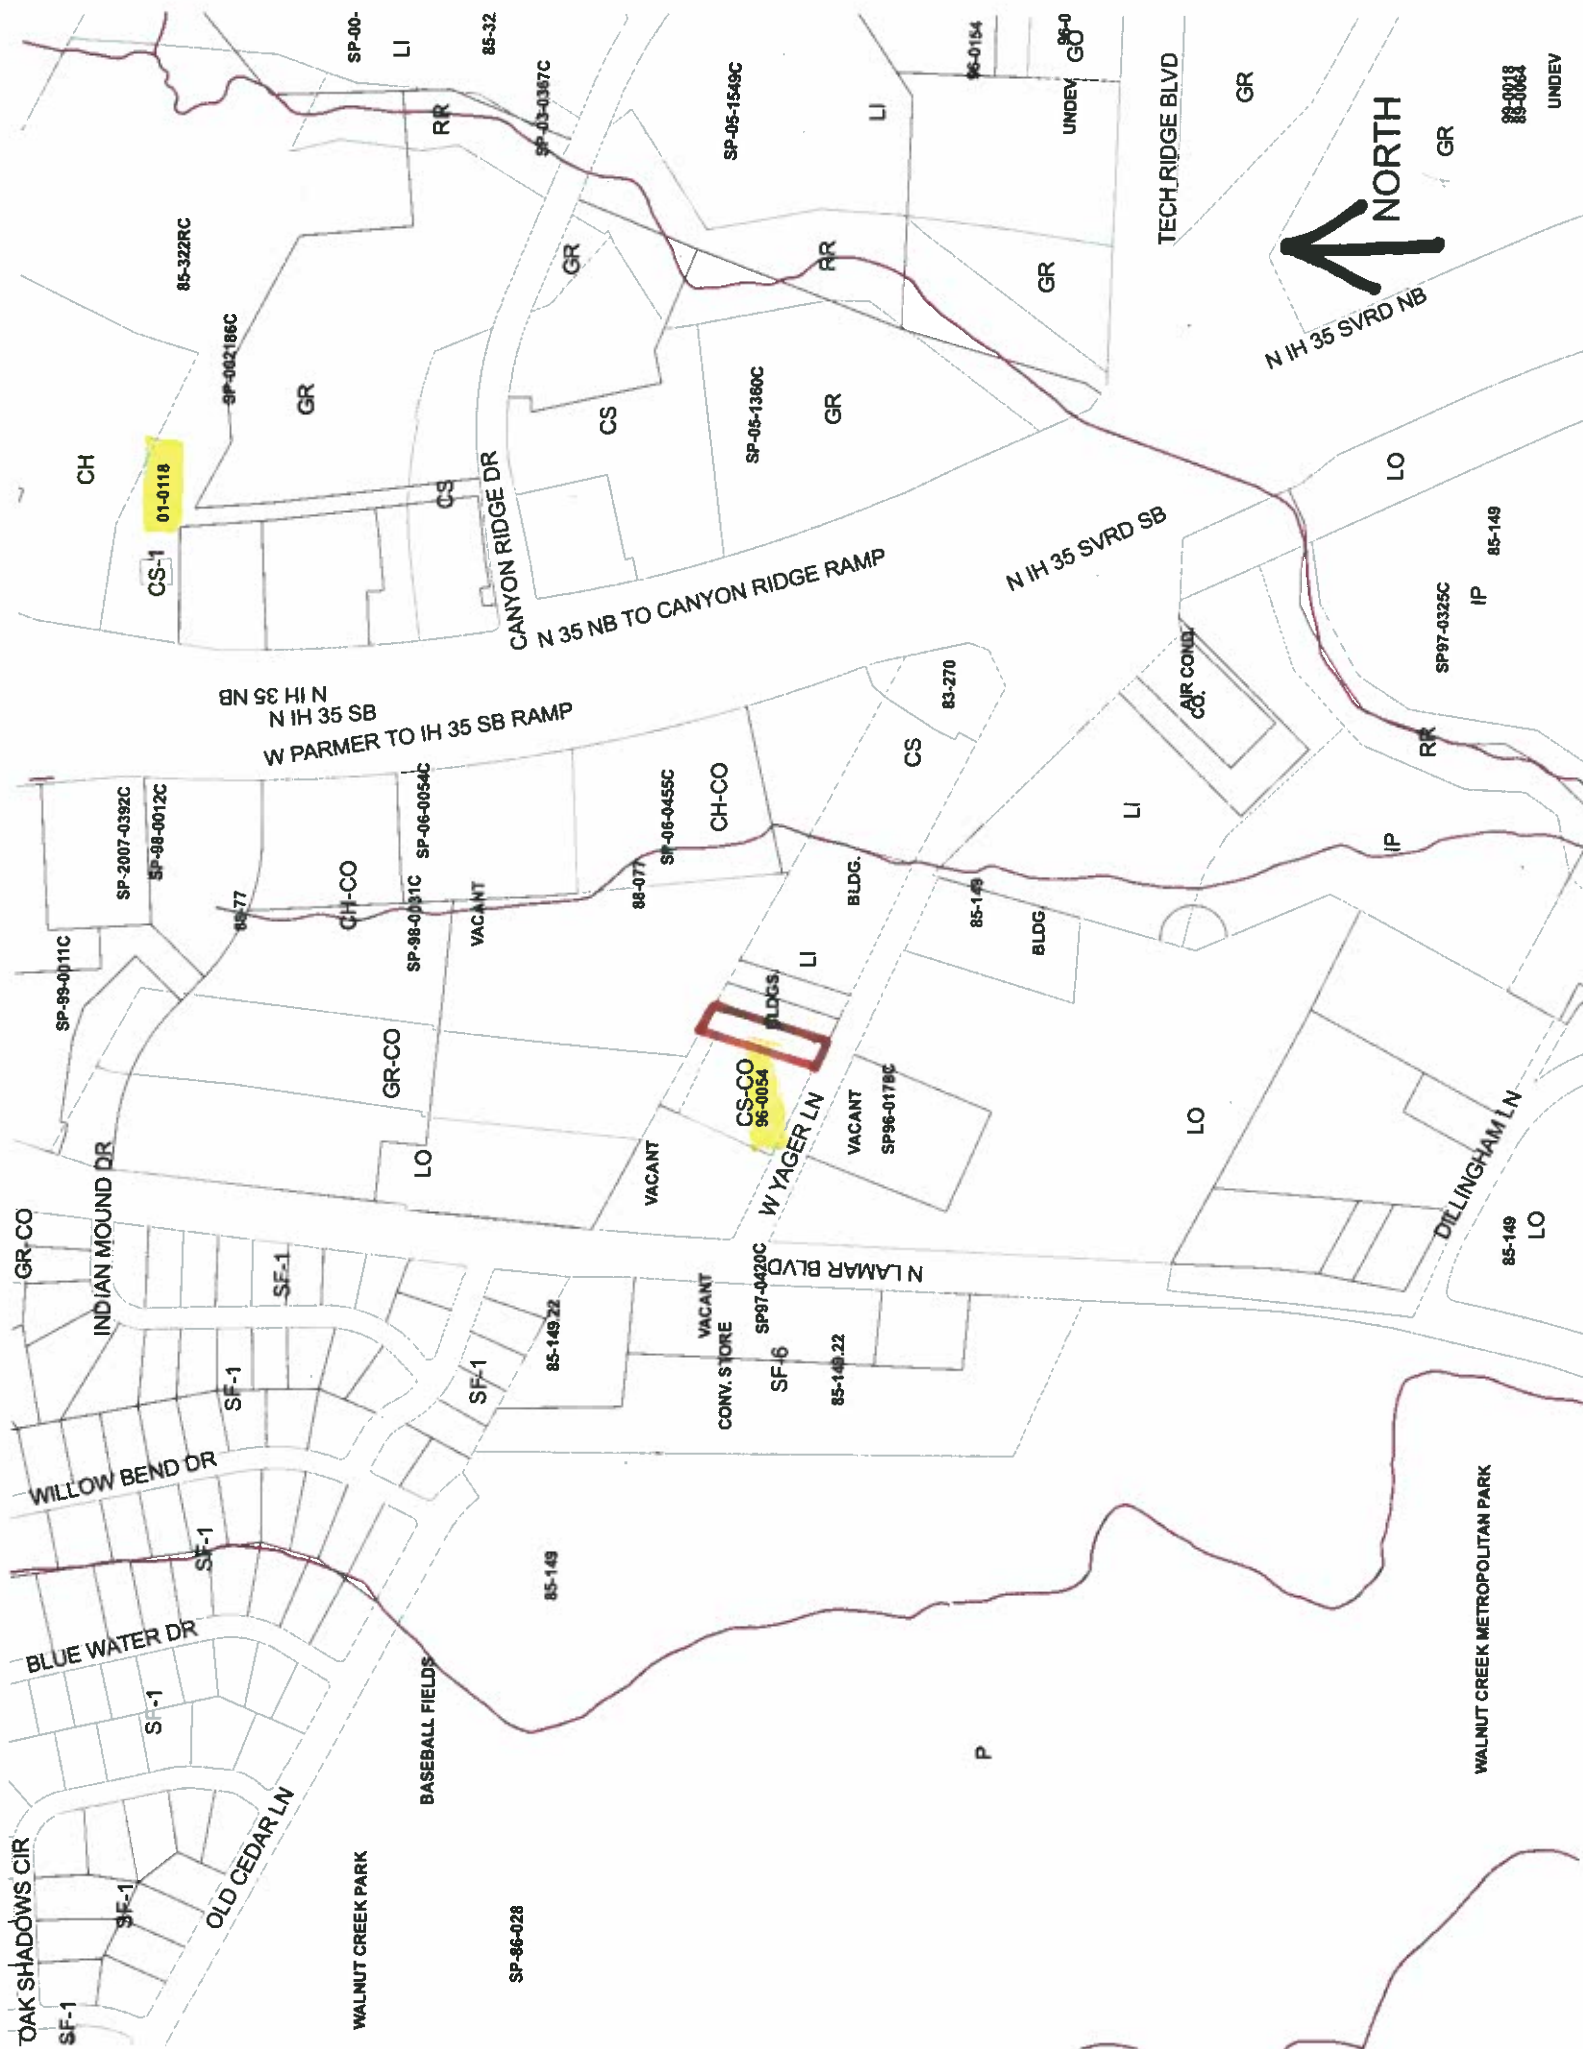 OAK SHADOWS CIR
GR-CO
SF-1
SP-99-0011C
BLUE WATER DR
WILLOW BEND DR
INDIAN MOUND DR
CH
SF-1
SF-1
SP-2007-0392C
SP-98-0012C
CS-1
01-0118
85-322RC
SF-1
SF-1
88-77
SP-002186C
OLD CEDAR LN
SF-1
N IH 35 NB
N IH 35 SB
W PARMER TO IH 35 SB RAMP
GR
CH-CO
SP-00-
LI
WALNUT CREEK PARK
GR-CO
LO
SP-98-0031C
SP-06-0054C
BASEBALL FIELDS
CS
RR
SF-1
VACANT
85-32
CANYON RIDGE DR
SP-86-028
85-149
85-149.22
SP-03-0367C
GR
N 35 NB TO CANYON RIDGE RAMP
CS
VACANT
88-077
SP-06-0455C
CH-CO
VACANT
CONV. STORE
SP97-0420C
SF-6
85-149.22
CS-CO
96-0054
BLDGS.
LI
SP-05-1360C
GR
SP-05-1549C
LI
RR
W YAGER LN
N LAMAR BLVD
VACANT
SP96-0178C
BLDG.
CS
83-270
85-149
BLDG.
N IH 35 SVRD SB
P
96-0154
GR
UNDEV
GO
96-0
LI
TECH RIDGE BLVD
AIR COND.
CO.
LO
GR
N IH 35 SVRD NB
NORTH
IP
LO
RR
GR
SP97-0325C
IP
85-149
DILLINGHAM LN
WALNUT CREEK METROPOLITAN PARK
85-149
LO
99-0018
89-0064
UNDEV